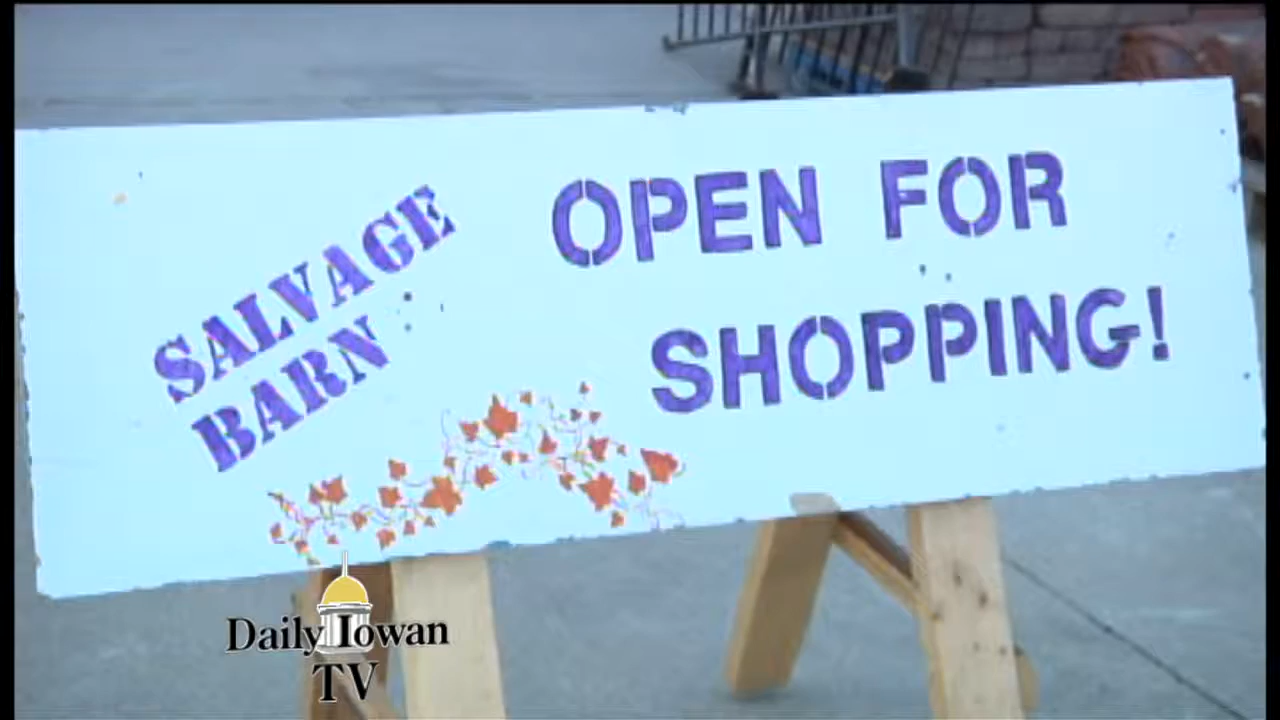 SALVAGE
BARN
OPEN FOR
SHOPPING!
Daily Iowan
TV